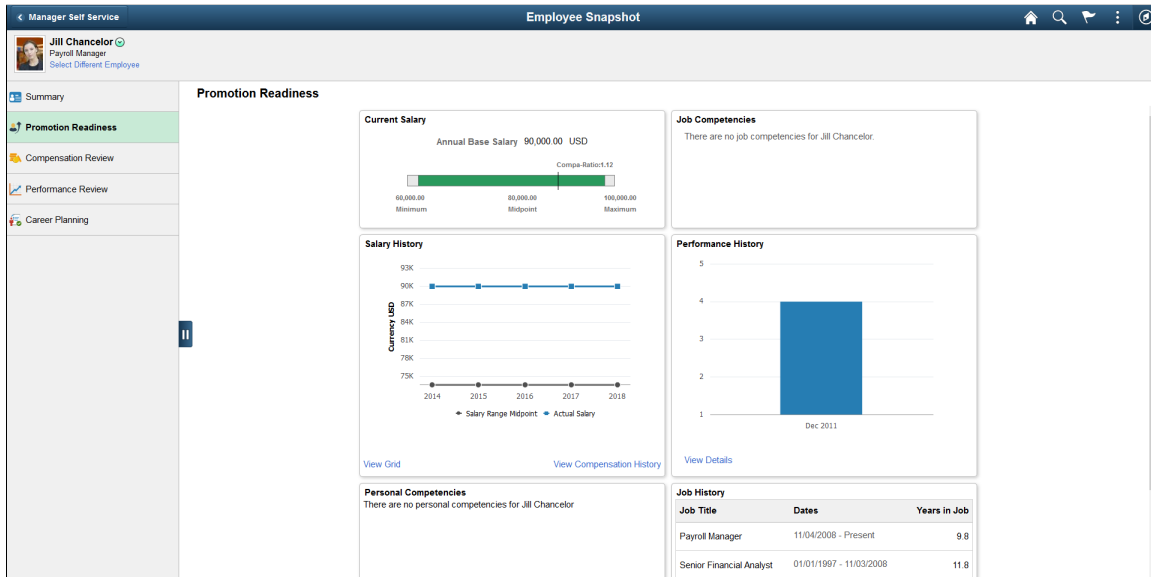 Manager Self Service
Employee Snapshot
Jill Chancelor
Payroll Manager
Select Different Employee
Summary
Promotion Readiness
Compensation Review
Performance Review
Career Planning
Promotion Readiness
Current Salary
Annual Base Salary 90,000.00 USD
Compa-Ratio:1.12
60,000.00 80,000.00 100,000.00
Minimum Midpoint Maximum
Job Competencies
There are no job competencies for Jill Chancelor.
Salary History
93K
90K
87K
84K
81K
78K
75K
Currency USD
2014 2015 2016 2017 2018
Salary Range Midpoint Actual Salary
View Grid View Compensation History
Performance History
5
4
3
2
1
Dec 2011
View Details
Personal Competencies
There are no personal competencies for Jill Chancelor
Job History
Job Title Dates Years in Job
Payroll Manager 11/04/2008 - Present 9.8
Senior Financial Analyst 01/01/1997 - 11/03/2008 11.8